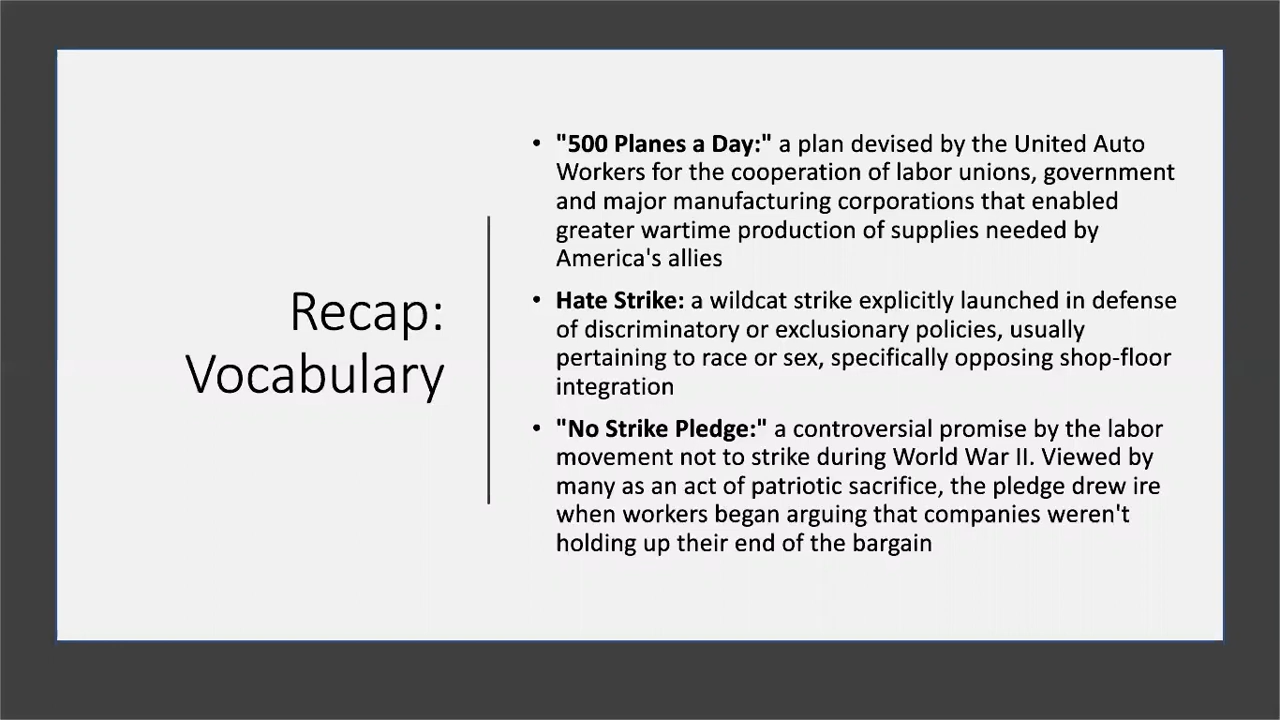 Recap:
Vocabulary
• "500 Planes a Day:" a plan devised by the United Auto
Workers for the cooperation of labor unions, government
and major manufacturing corporations that enabled
greater wartime production of supplies needed by
America's allies
• Hate Strike: a wildcat strike explicitly launched in defense
of discriminatory or exclusionary policies, usually
pertaining to race or sex, specifically opposing shop-floor
integration
• "No Strike Pledge:" a controversial promise by the labor
movement not to strike during World War II. Viewed by
many as an act of patriotic sacrifice, the pledge drew ire
when workers began arguing that companies weren't
holding up their end of the bargain